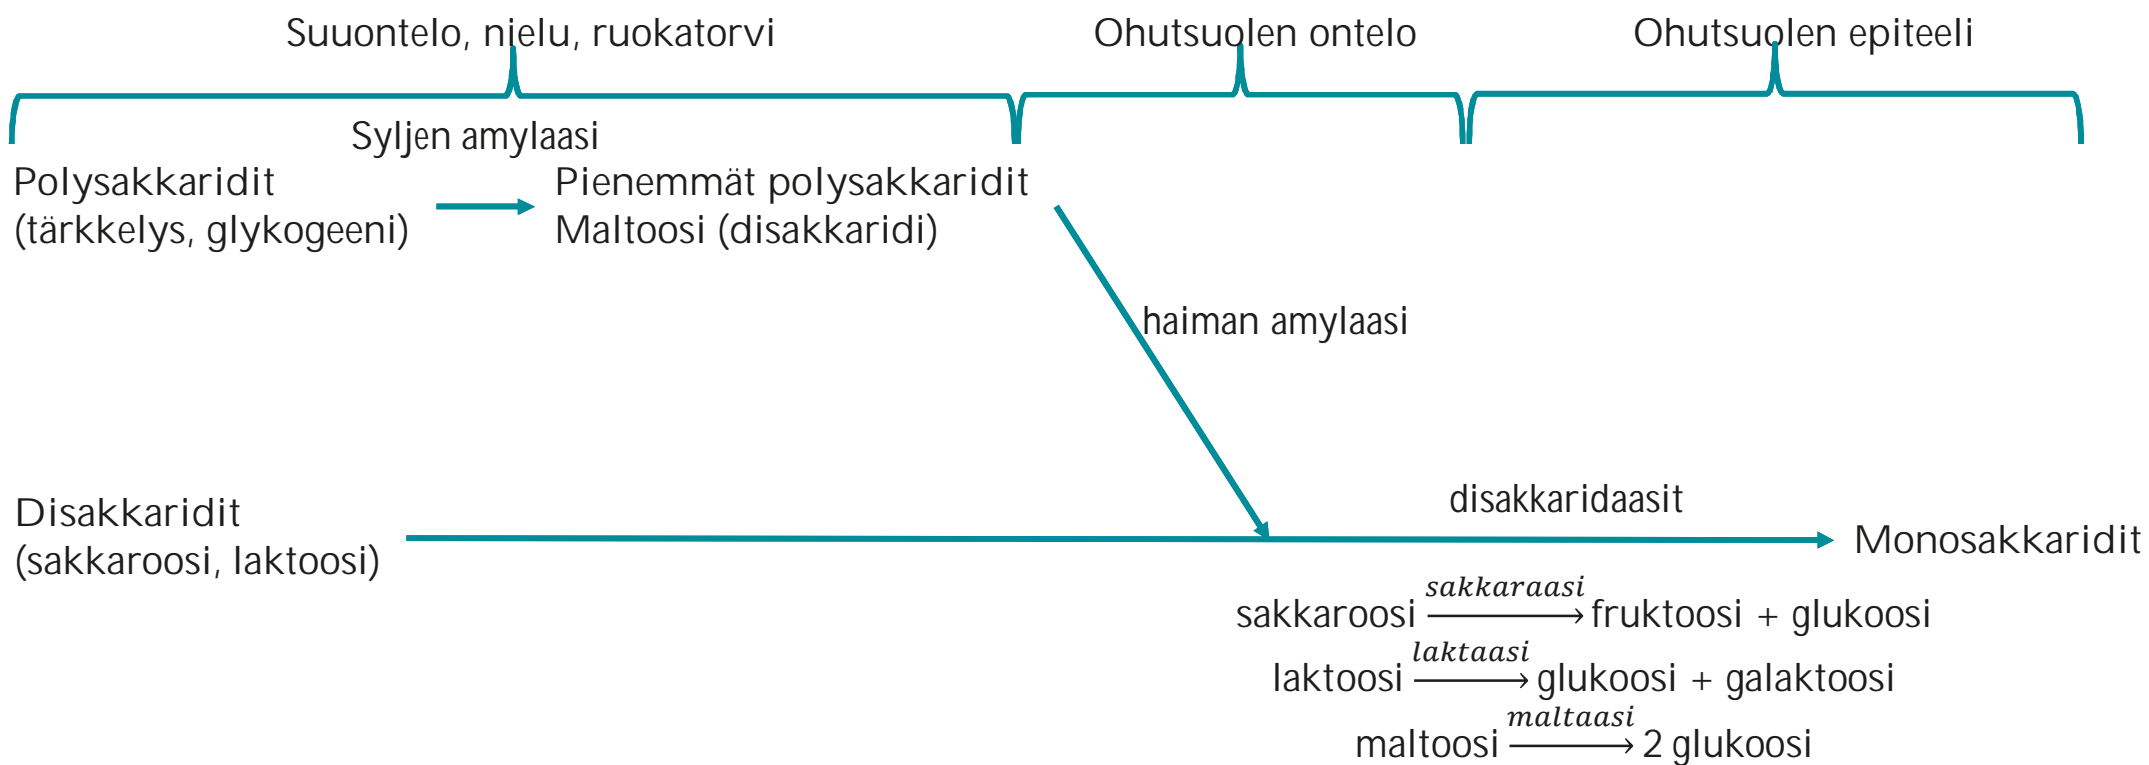 Suuontelo, nielu, ruokatorvi
Ohutsuolen ontelo
Ohutsuolen epiteeli
Syljen amylaasi
Polysakkaridit
(tärkkelys, glykogeeni)
Pienemmät polysakkaridit
Maltoosi (disakkaridi)
haiman amylaasi
Disakkaridit
(sakkaroosi, laktoosi)
disakkaridaasit
Monosakkaridit
sakkaroosi sakkaraasi fruktoosi + glukoosi
laktoosi laktaasi glukoosi + galaktoosi
maltoosi maltaasi 2 glukoosi